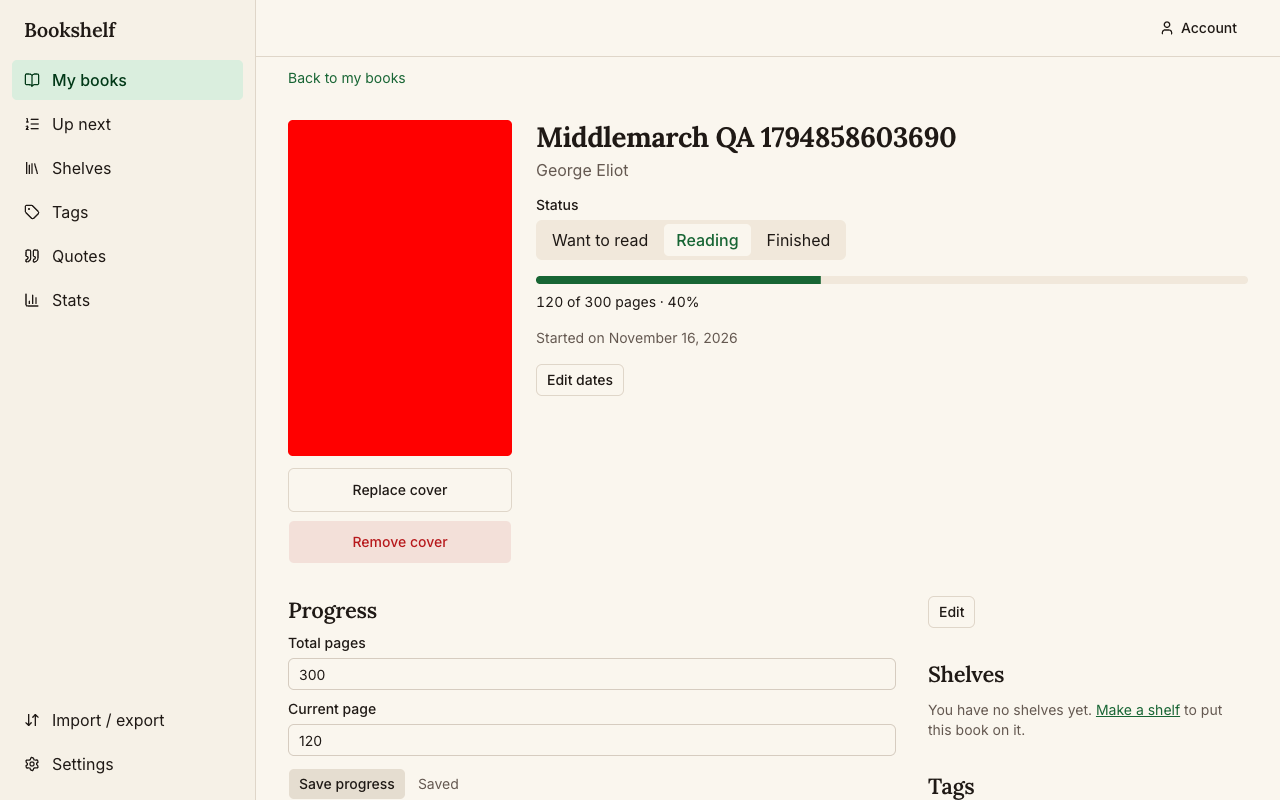 Bookshelf
My books
Up next
Shelves
Tags
Quotes
Stats
Import / export
Settings
Account
Back to my books
Middlemarch QA 1794858603690
George Eliot
Status
Want to read
Reading
Finished
120 of 300 pages · 40%
Started on November 16, 2026
Edit dates
Replace cover
Remove cover
Progress
Total pages
300
Current page
120
Save progress
Saved
Edit
Shelves
You have no shelves yet. Make a shelf to put
this book on it.
Tags